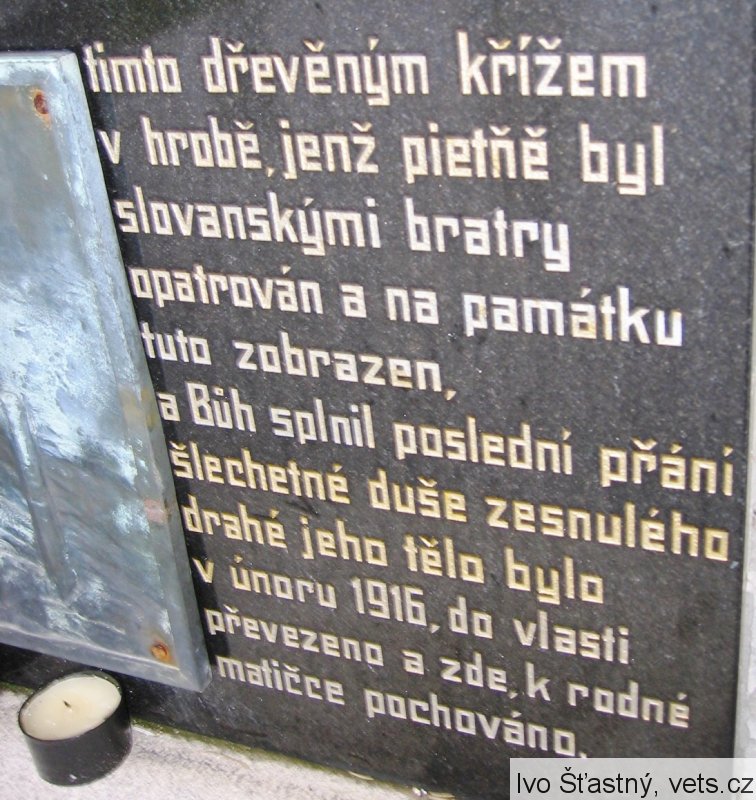 tímto dřevěným křížem
v hrobě, jenž pietňě byl
slovanskými bratry
opatrován a na památku
tuto zobrazen,
a Bůh splnil poslední přání
šlechetné duše zesnulého
drahé jeho tělo bylo
v únoru 1916, do vlasti
převezeno a zde, k rodné
matičce pochováno.
Ivo Šťastný, vets.cz